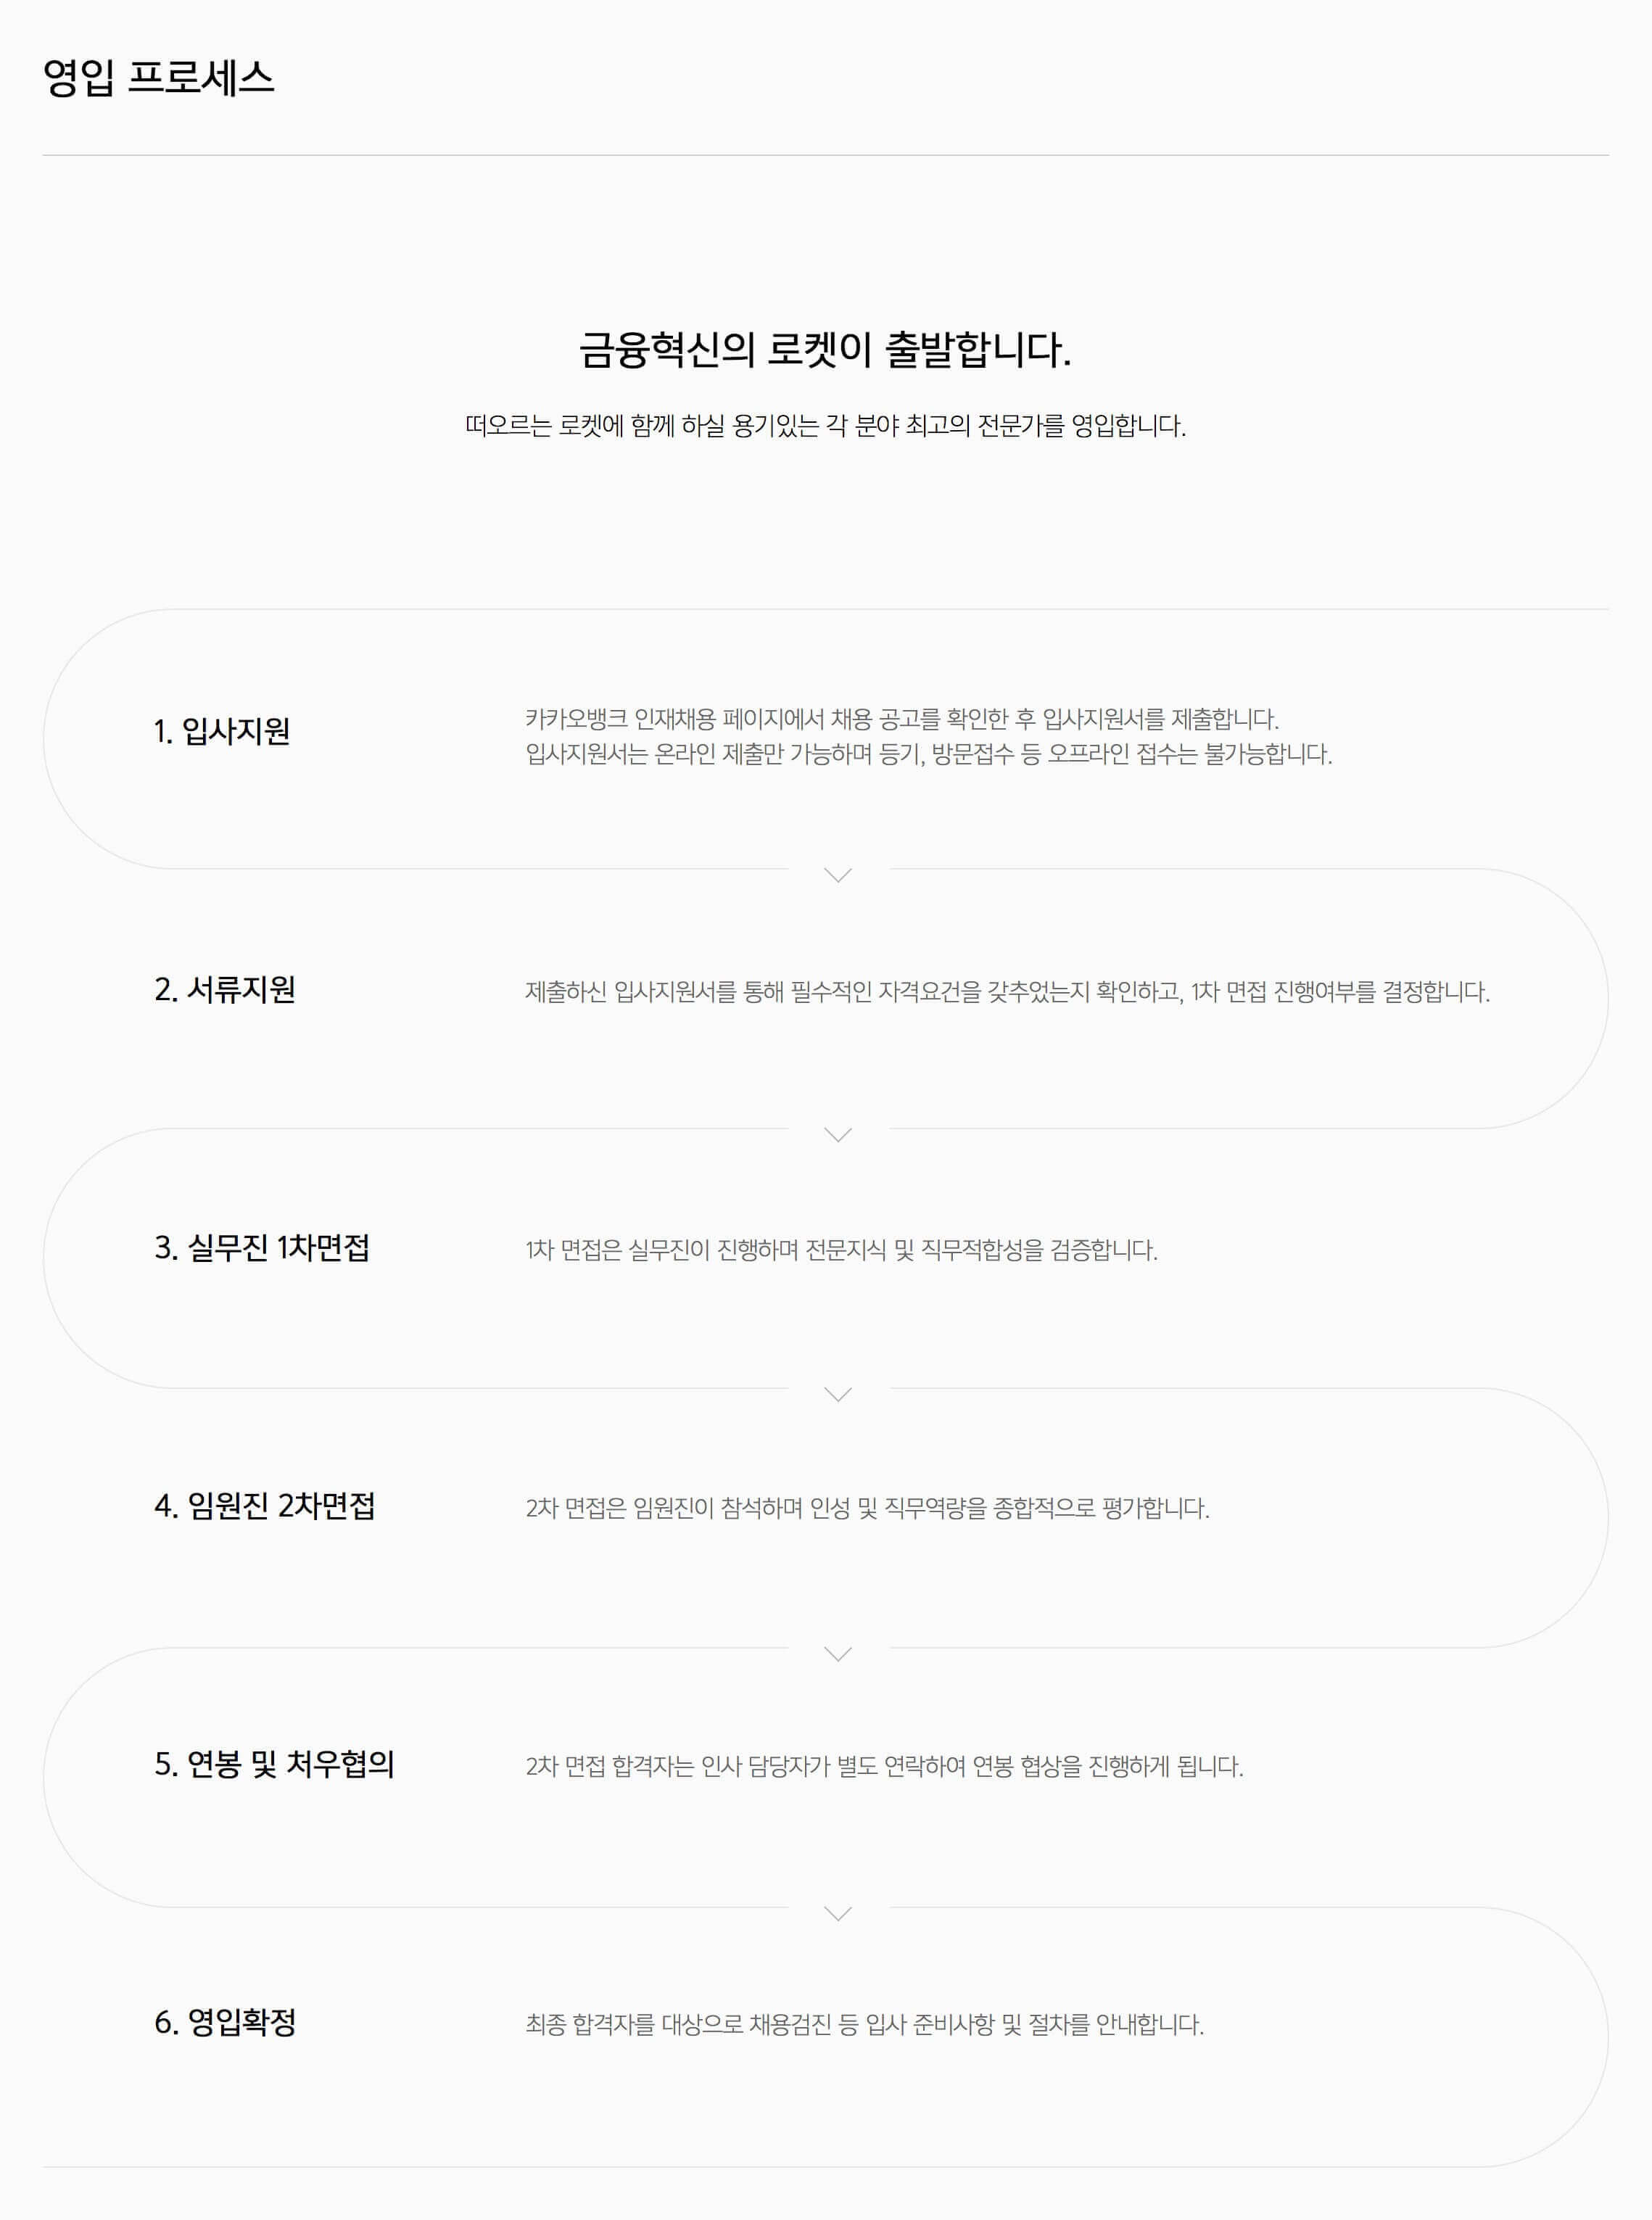 영입 프로세스
금융혁신의 로켓이 출발합니다.
떠오르는 로켓에 함께 하실 용기있는 각 분야 최고의 전문가를 영입합니다.
1. 입사지원
카카오뱅크 인재채용 페이지에서 채용 공고를 확인한 후 입사지원서를 제출합니다.
입사지원서는 온라인 제출만 가능하며 등기, 방문접수 등 오프라인 접수는 불가능합니다.
2. 서류지원
제출하신 입사지원서를 통해 필수적인 자격요건을 갖추었는지 확인하고, 1차 면접 진행여부를 결정합니다.
3. 실무진 1차면접
1차 면접은 실무진이 진행하며 전문지식 및 직무적합성을 검증합니다.
4. 임원진 2차면접
2차 면접은 임원진이 참석하며 인성 및 직무역량을 종합적으로 평가합니다.
5. 연봉 및 처우협의
2차 면접 합격자는 인사 담당자가 별도 연락하여 연봉 협상을 진행하게 됩니다.
6. 영입확정
최종 합격자를 대상으로 채용검진 등 입사 준비사항 및 절차를 안내합니다.